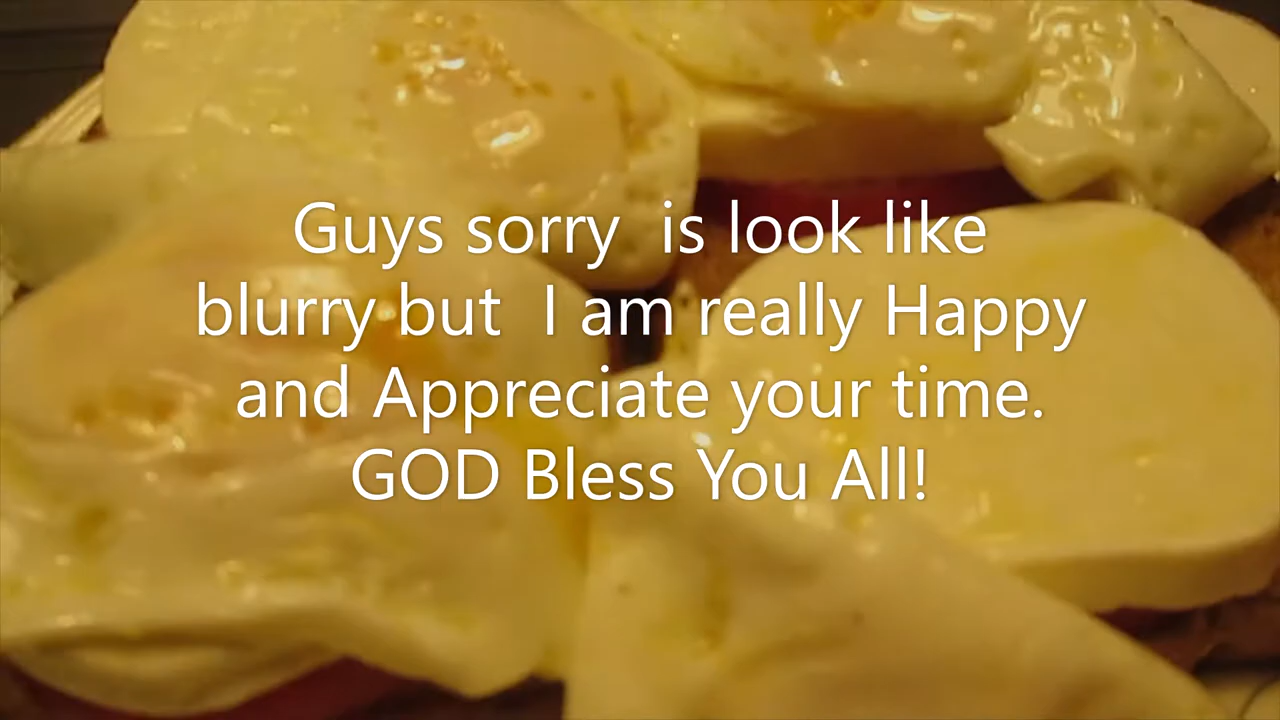 Guys sorry  is look like
blurry but  I am really Happy
and Appreciate your time.
GOD Bless You All!